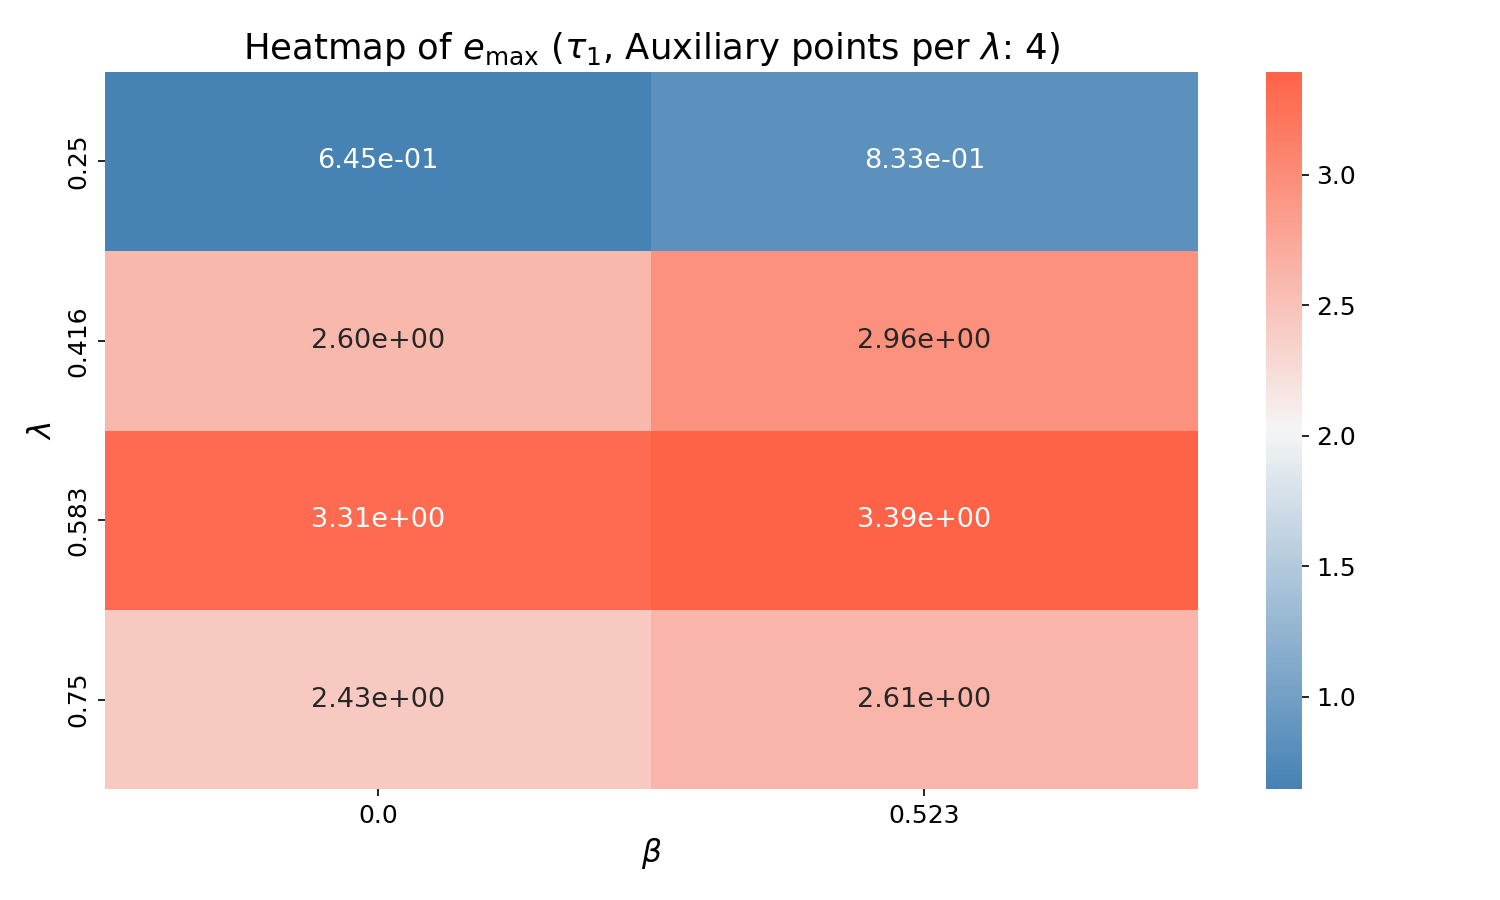 Heatmap of e_max (τ₁, Auxiliary points per λ: 4)
0.25 6.45e-01 8.33e-01
0.416 2.60e+00 2.96e+00
0.583 3.31e+00 3.39e+00
0.75 2.43e+00 2.61e+00
λ
0.0 0.523
β
3.0
2.5
2.0
1.5
1.0